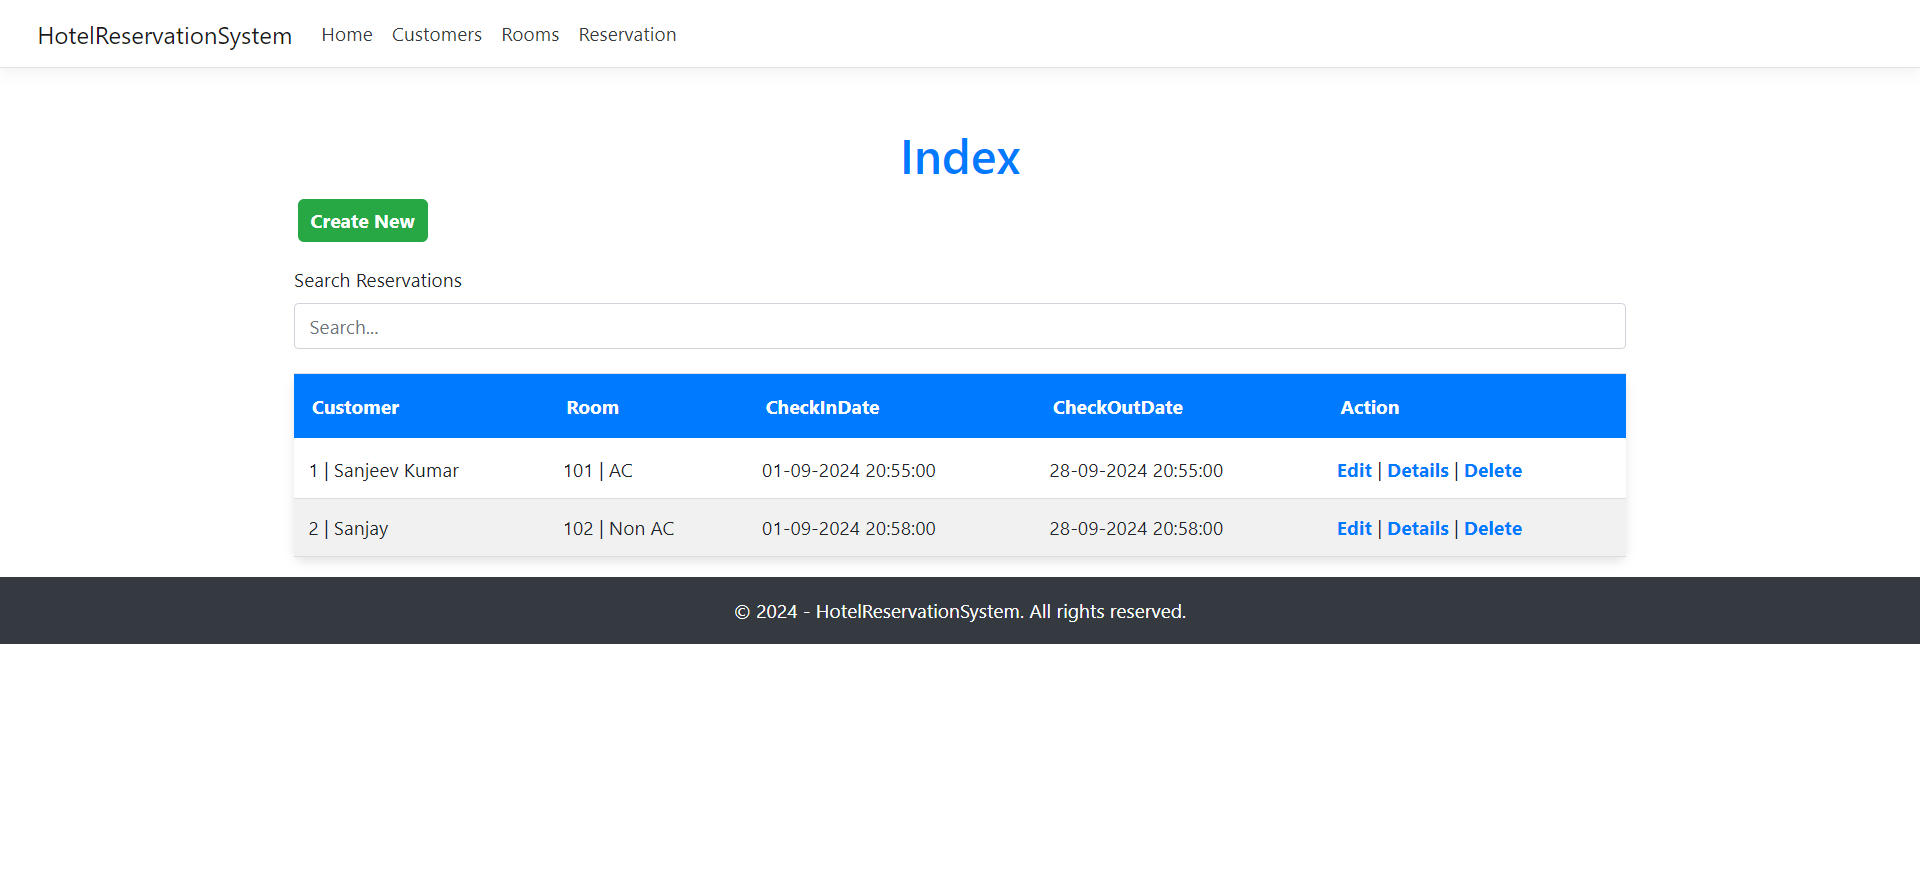 HotelReservationSystem Home Customers Rooms Reservation
Index
Create New
Search Reservations
Search...
Customer Room CheckInDate CheckOutDate Action
1 | Sanjeev Kumar 101 | AC 01-09-2024 20:55:00 28-09-2024 20:55:00 Edit | Details | Delete
2 | Sanjay 102 | Non AC 01-09-2024 20:58:00 28-09-2024 20:58:00 Edit | Details | Delete
© 2024 - HotelReservationSystem. All rights reserved.